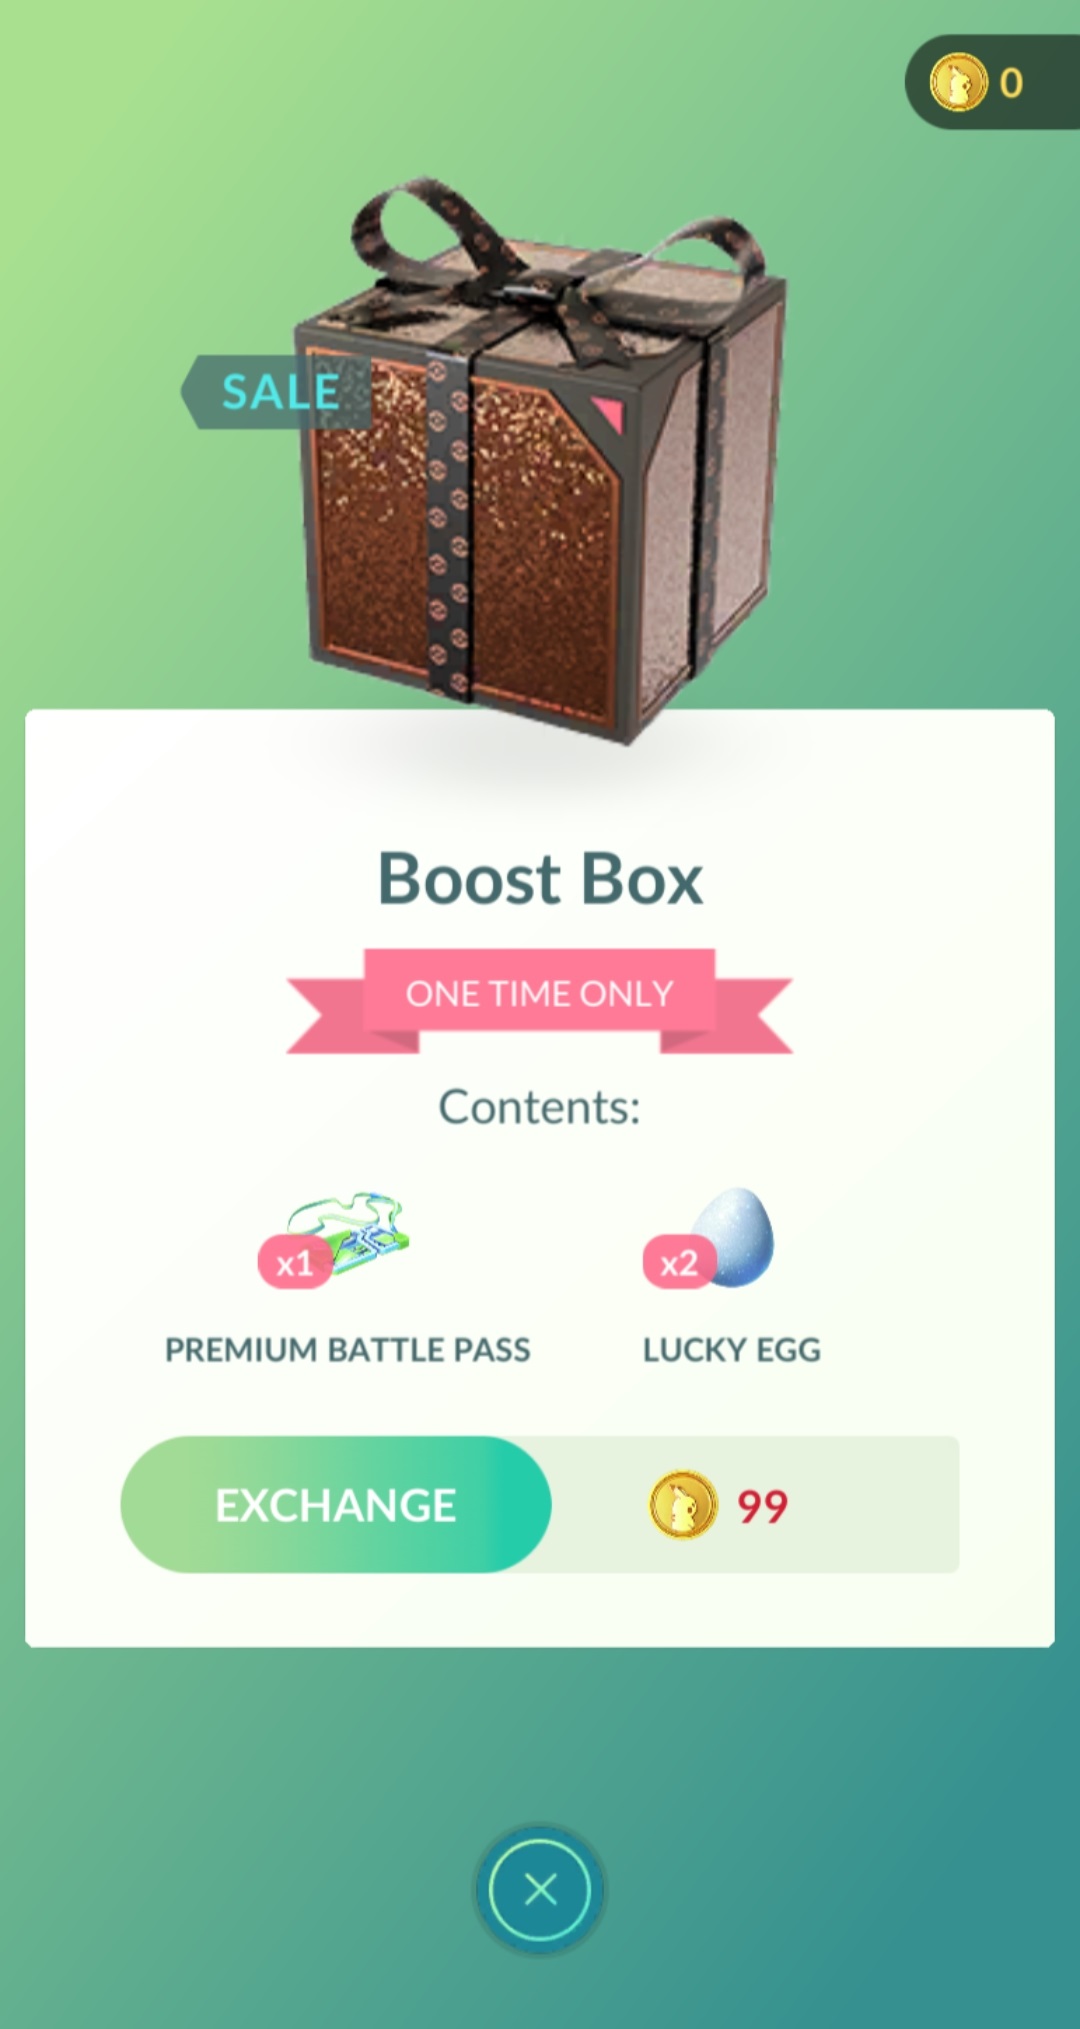 0
SALE
Boost Box
ONE TIME ONLY
Contents:
x1
x2
PREMIUM BATTLE PASS
LUCKY EGG
EXCHANGE
99